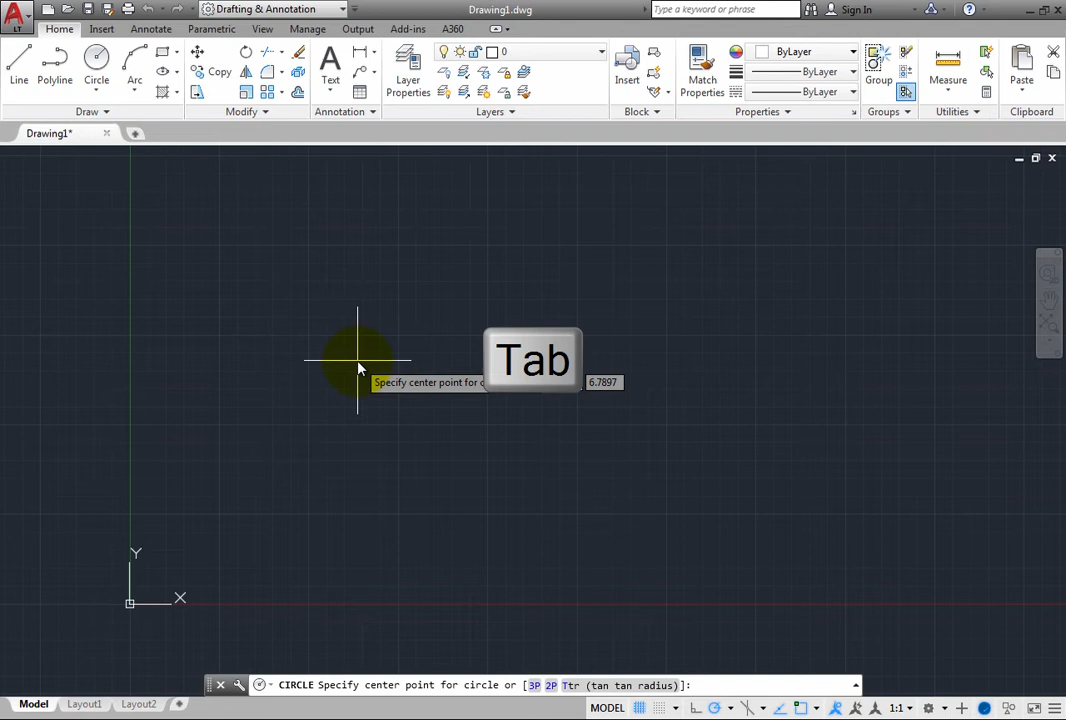 A LT
Drafting & Annotation
Drawing1.dwg
Type a keyword or phrase
Sign In
Home Insert Annotate Parametric View Manage Output Add-ins A360
Line Polyline Circle Arc
Copy
Text
Layer Properties
0
Insert
Match Properties
ByLayer
ByLayer
ByLayer
Group
Measure
Paste
Draw Modify Annotation Layers Block Properties Groups Utilities Clipboard
Drawing1*
Tab
Specify center point for
6.7897
Y
X
CIRCLE Specify center point for circle or [3P 2P Ttr (tan tan radius)]:
Model Layout1 Layout2
MODEL
1:1